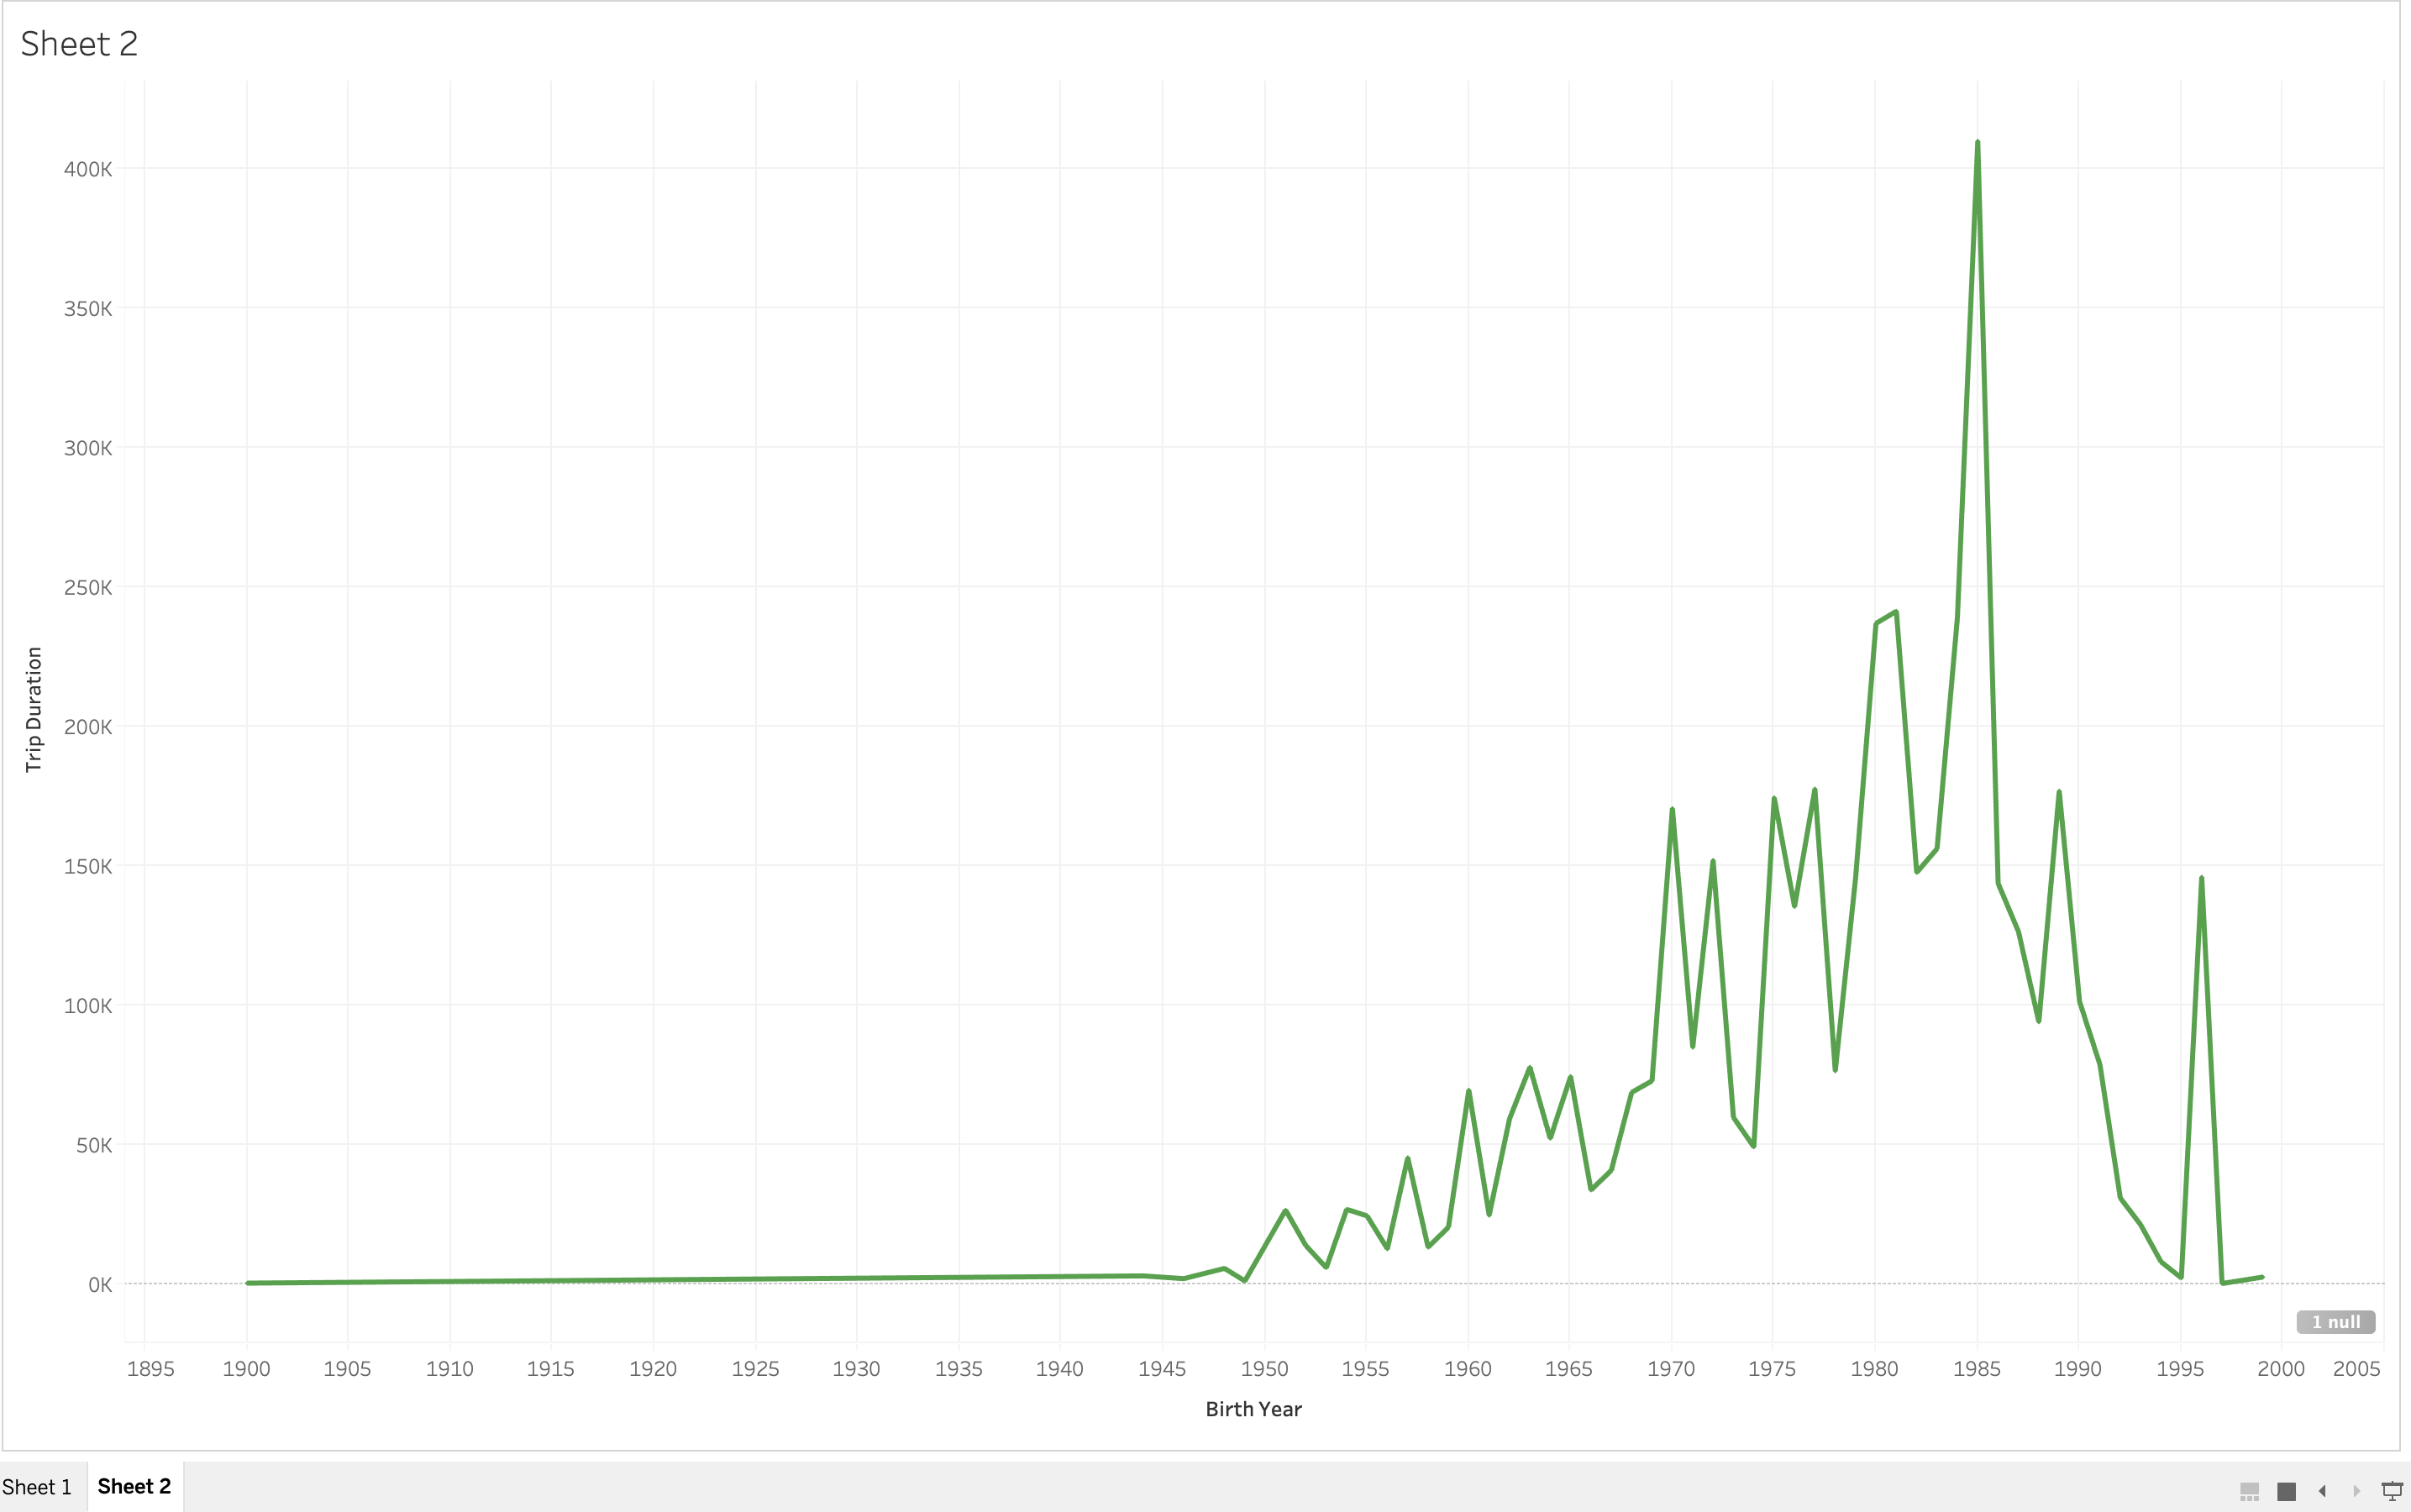 Sheet 2
400K
350K
300K
250K
200K
150K
100K
50K
0K
Trip Duration
1 null
1895 1900 1905 1910 1915 1920 1925 1930 1935 1940 1945 1950 1955 1960 1965 1970 1975 1980 1985 1990 1995 2000 2005
Birth Year
Sheet 1 Sheet 2